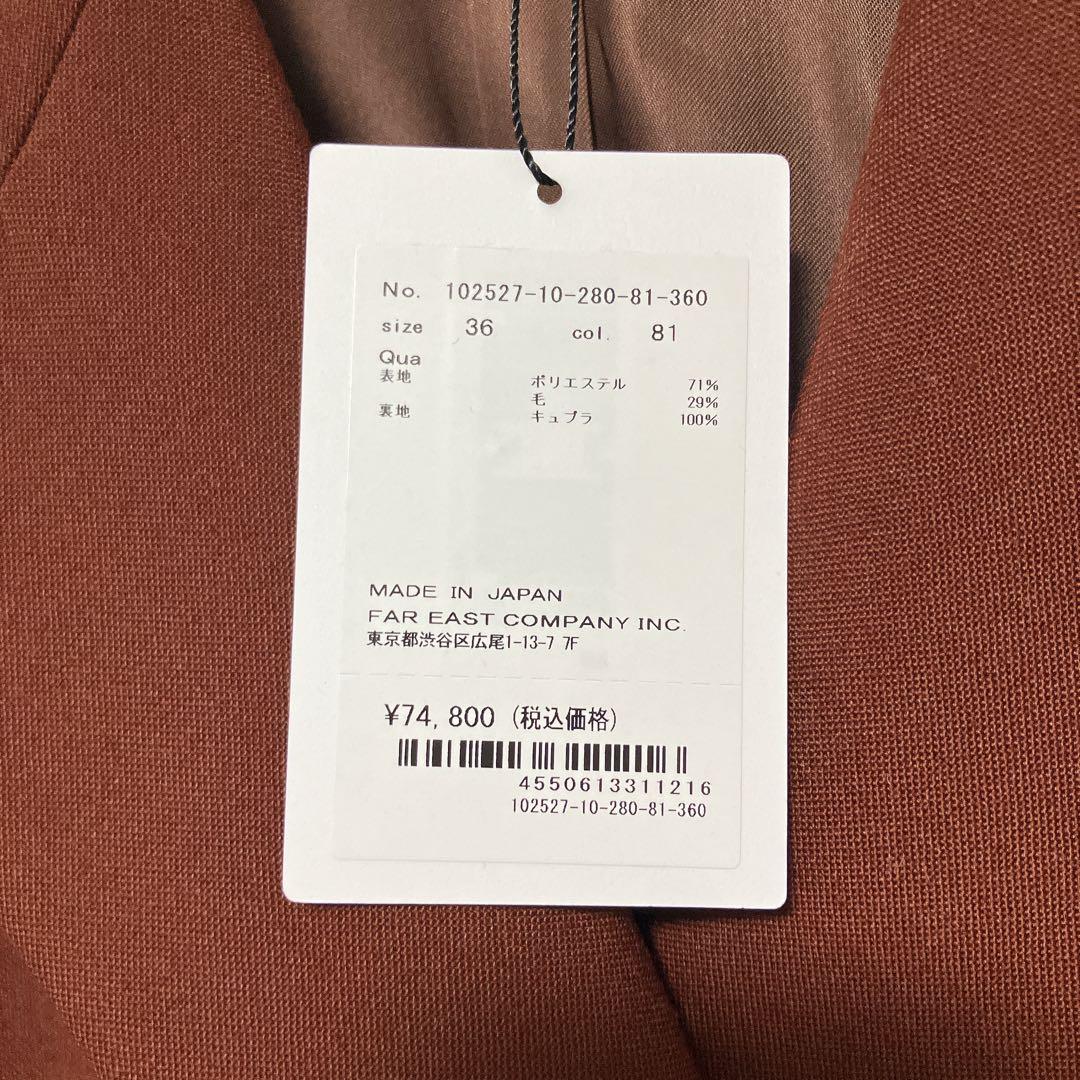 No. 102527-10-280-81-360
size 36 col. 81
Qua
表地 ポリエステル 71%
毛 29%
裏地 キュプラ 100%
MADE IN JAPAN
FAR EAST COMPANY INC.
東京都渋谷区広尾1-13-7 7F
¥74,800 (税込価格)
4550613311216
102527-10-280-81-360